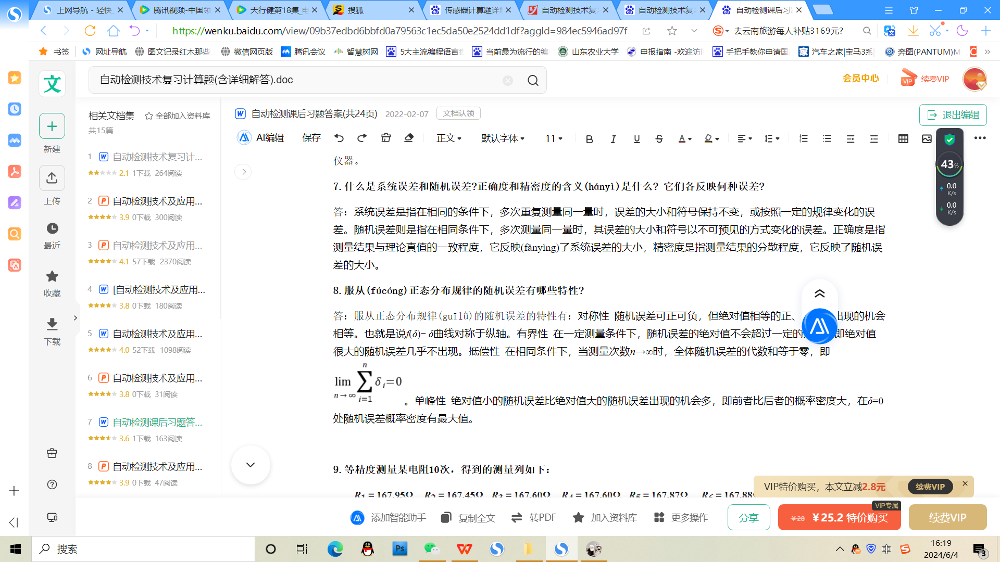 上网导航 - 轻快
腾讯视频-中国领
天行健第18集_电
搜狐
传感器计算题详解
自动检测技术复习
自动检测技术复习
自动检测课后习题
https://wenku.baidu.com/view/09b37edbd6bbfd0a79563c1ec5da50e2524dd1df?aggId=984ec5946ad97f
去云南旅游每人补贴3169元?
书签
网址导航
图文记录红木那些
微信网页版
腾讯会议
智慧树网
5大主流编程语言
当前最为流行的编
山东农业大学
申报指南 -欢迎访
手把手教你申请国
汽车之家|宝马3系
奔图(PANTUM)M
文
自动检测技术复习计算题(含详细解答).doc
会员中心
VIP
续费VIP
相关文档集
全部加入资料库
共15篇
新建
上传
最近
收藏
下载
1 自动检测技术复习计...
2.1 1下载 264阅读
2 自动检测技术及应用...
3.9 0下载 300阅读
3 自动检测技术及应用...
4.1 57下载 2370阅读
4 [自动检测技术及应用...
3.8 0下载 180阅读
5 自动检测技术及应用...
4.0 52下载 1098阅读
6 自动检测技术及应用...
3.8 0下载 31阅读
7 自动检测课后习题答...
3.6 1下载 163阅读
8 自动检测技术及应用...
3.9 0下载 47阅读
自动检测课后习题答案(共24页) 2022-02-07 文档认领
退出编辑
AI编辑 保存 正文 默认字体 11 B I U S A
43%
0.0
K/s
0.0
K/s
仪器。
7.什么是系统误差和随机误差?正确度和精密度的含义(hányì)是什么? 它们各反映何种误差?
答：系统误差是指在相同的条件下，多次重复测量同一量时，误差的大小和符号保持不变，或按照一定的规律变化的误
差。随机误差则是指在相同条件下，多次测量同一量时，其误差的大小和符号以不可预见的方式变化的误差。正确度是指
测量结果与理论真值的一致程度，它反映(fǎnyìng)了系统误差的大小，精密度是指测量结果的分散程度，它反映了随机误
差的大小。
8.服从(fúcóng)正态分布规律的随机误差有哪些特性?
答：服从正态分布规律(guīlǜ)的随机误差的特性有：对称性 随机误差可正可负，但绝对值相等的正、出现的机会
相等。也就是说f(δ)- δ曲线对称于纵轴。有界性 在一定测量条件下，随机误差的绝对值不会超过一定的 即绝对值
很大的随机误差几乎不出现。抵偿性 在相同条件下，当测量次数n→∞时，全体随机误差的代数和等于零，即
lim n→∞ ∑ i=1 n δi=0
。单峰性 绝对值小的随机误差比绝对值大的随机误差出现的机会多，即前者比后者的概率密度大，在δ=0
处随机误差概率密度有最大值。
9.等精度测量某电阻10次，得到的测量列如下：
R1=167.95Ω R2=167.45Ω R3=167.60Ω R4=167.60Ω R5=167.87Ω R6=167.88Ω
VIP特价购买，本文立减2.8元 续费VIP
添加智能助手
复制全文
转PDF
加入资料库
更多操作
分享
VIP专属
¥28 ¥25.2 特价购买
续费VIP
搜索
Ps
中
16:19
2024/6/4
3